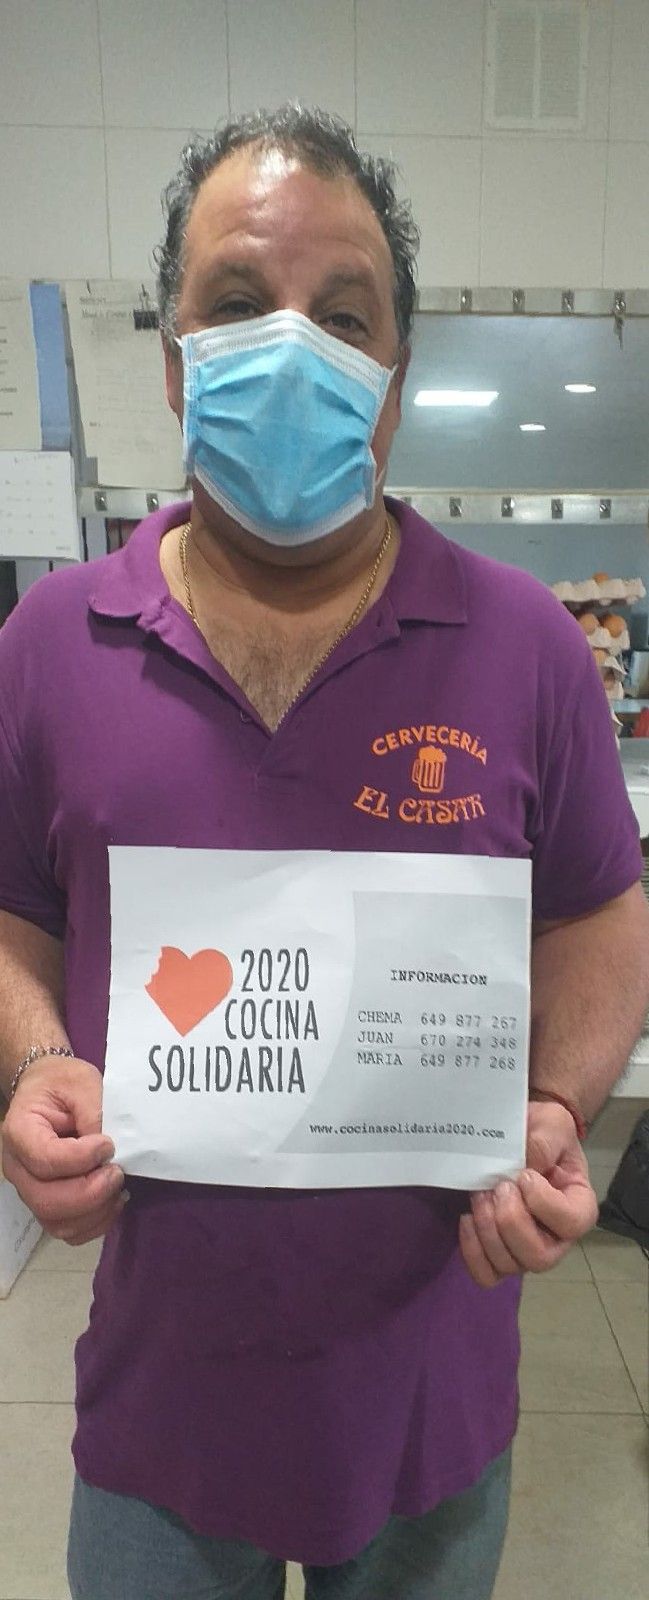 CERVECERÍA
EL CASAR
2020
COCINA
SOLIDARIA
INFORMACION
CHEMA 649 877 267
JUAN 670 274 348
MARIA 649 877 268
www.cocinasolidaria2020.com